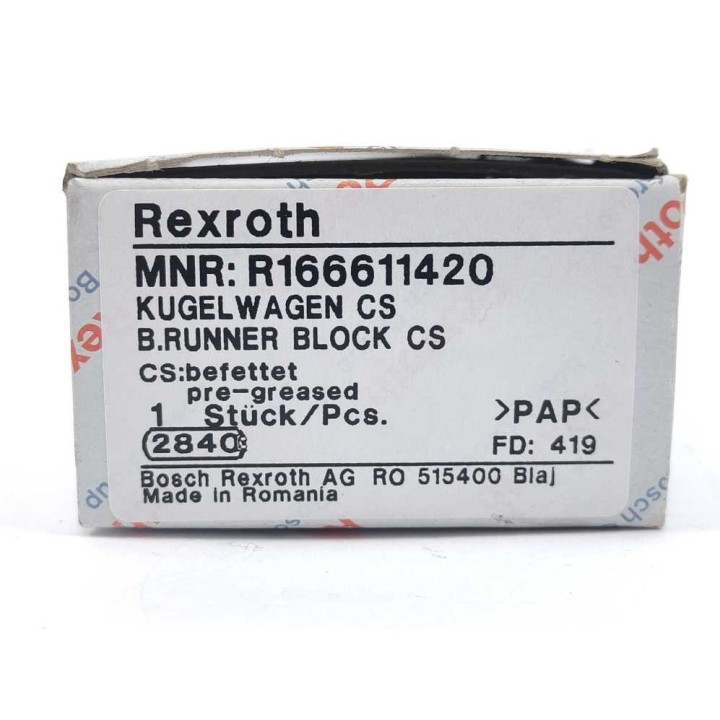 Rexroth
MNR: R166611420
KUGELWAGEN CS
B.RUNNER BLOCK CS
CS:befettet
pre-greased
1 Stück/Pcs. >PAP<
2840 FD: 419
Bosch Rexroth AG RO 515400 Blaj
Made in Romania